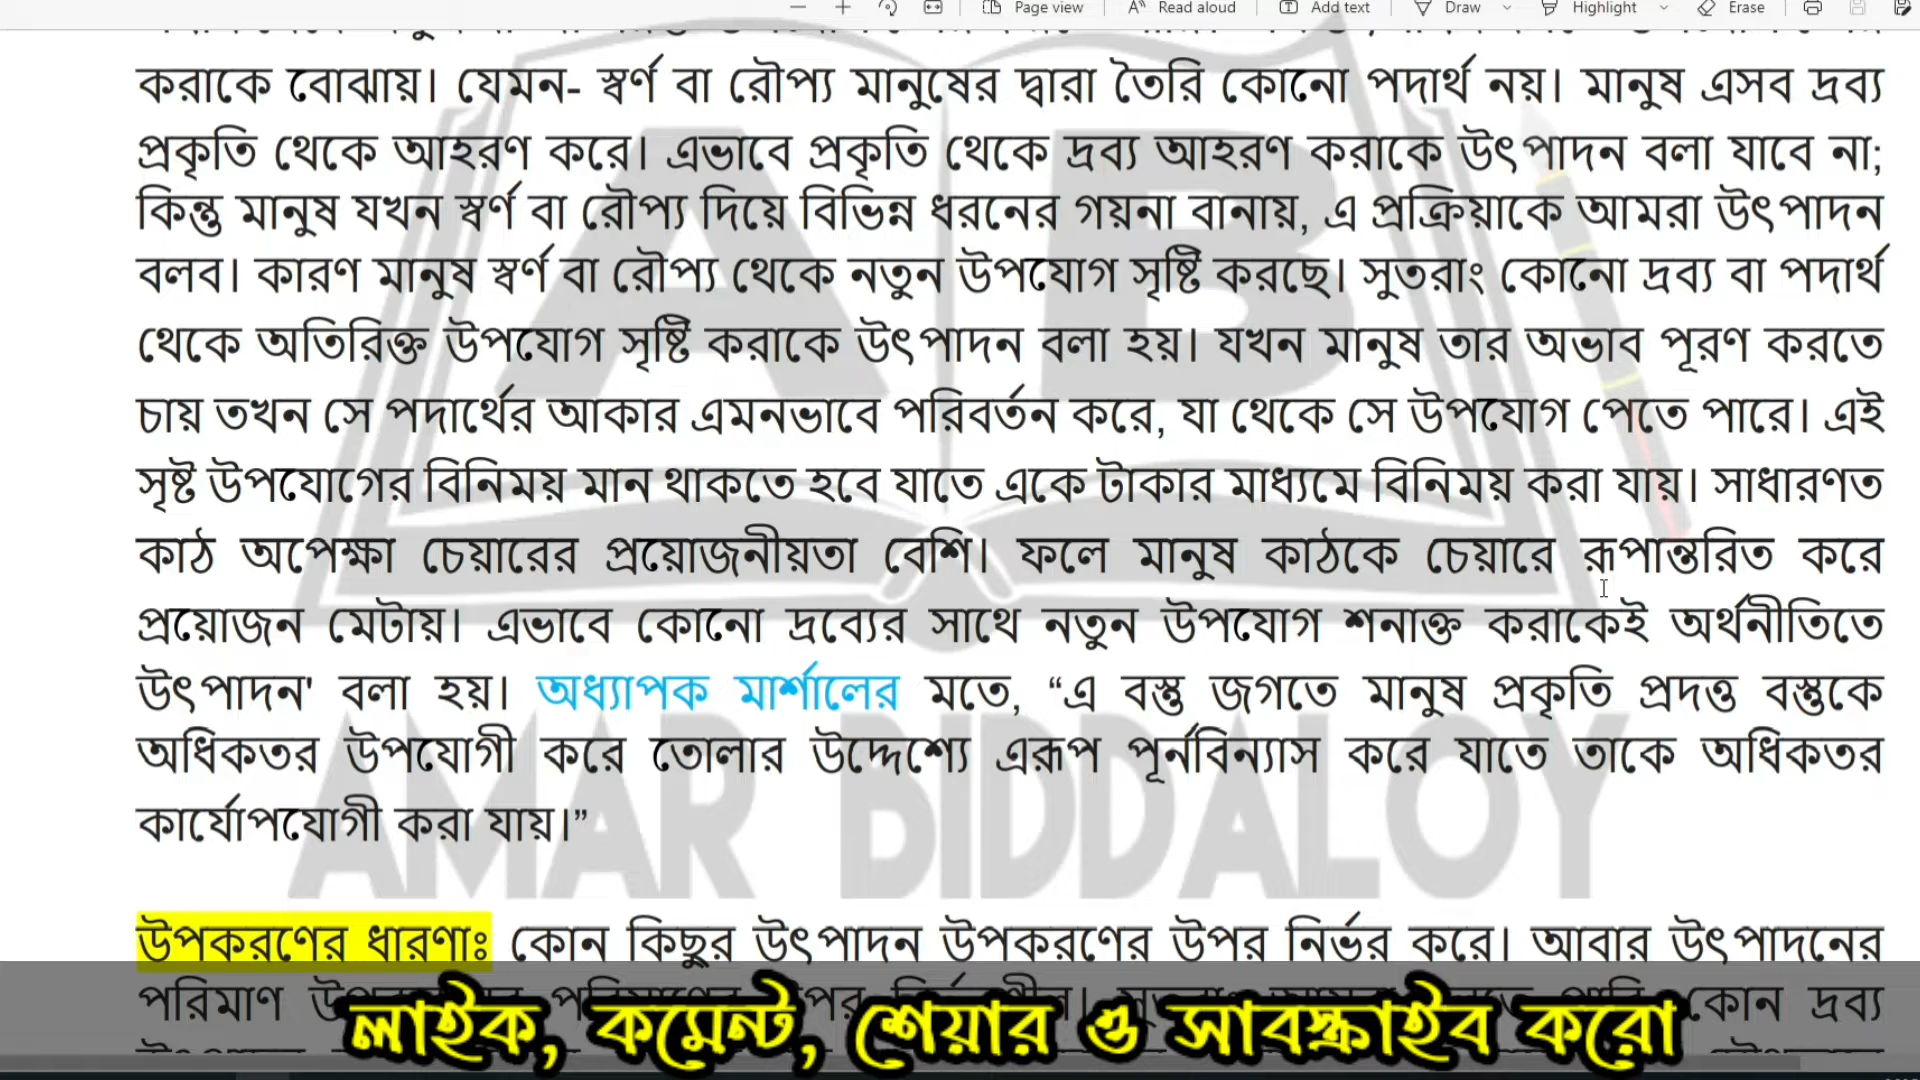 Page view Read aloud Add text Draw Highlight Erase
করাকে বোঝায়। যেমন- স্বর্ণ বা রৌপ্য মানুষের দ্বারা তৈরি কোনো পদার্থ নয়। মানুষ এসব দ্রব্য
প্রকৃতি থেকে আহরণ করে। এভাবে প্রকৃতি থেকে দ্রব্য আহরণ করাকে উৎপাদন বলা যাবে না;
কিন্তু মানুষ যখন স্বর্ণ বা রৌপ্য দিয়ে বিভিন্ন ধরনের গয়না বানায়, এ প্রক্রিয়াকে আমরা উৎপাদন
বলব। কারণ মানুষ স্বর্ণ বা রৌপ্য থেকে নতুন উপযোগ সৃষ্টি করছে। সুতরাং কোনো দ্রব্য বা পদার্থ
থেকে অতিরিক্ত উপযোগ সৃষ্টি করাকে উৎপাদন বলা হয়। যখন মানুষ তার অভাব পূরণ করতে
চায় তখন সে পদার্থের আকার এমনভাবে পরিবর্তন করে, যা থেকে সে উপযোগ পেতে পারে। এই
সৃষ্ট উপযোগের বিনিময় মান থাকতে হবে যাতে একে টাকার মাধ্যমে বিনিময় করা যায়। সাধারণত
কাঠ অপেক্ষা চেয়ারের প্রয়োজনীয়তা বেশি। ফলে মানুষ কাঠকে চেয়ারে রূপান্তরিত করে
প্রয়োজন মেটায়। এভাবে কোনো দ্রব্যের সাথে নতুন উপযোগ শনাক্ত করাকেই অর্থনীতিতে
উৎপাদন' বলা হয়। অধ্যাপক মার্শালের মতে, “এ বস্তু জগতে মানুষ প্রকৃতি প্রদত্ত বস্তুকে
অধিকতর উপযোগী করে তোলার উদ্দেশ্যে এরূপ পূর্নবিন্যাস করে যাতে তাকে অধিকতর
কার্যোপযোগী করা যায়।”
AB
AMAR BIDDALOY
উপকরণের ধারণাঃ কোন কিছুর উৎপাদন উপকরণের উপর নির্ভর করে। আবার উৎপাদনের
পরিমাণ কোন দ্রব্য
লাইক, কমেন্ট, শেয়ার ও সাবস্ক্রাইব করো